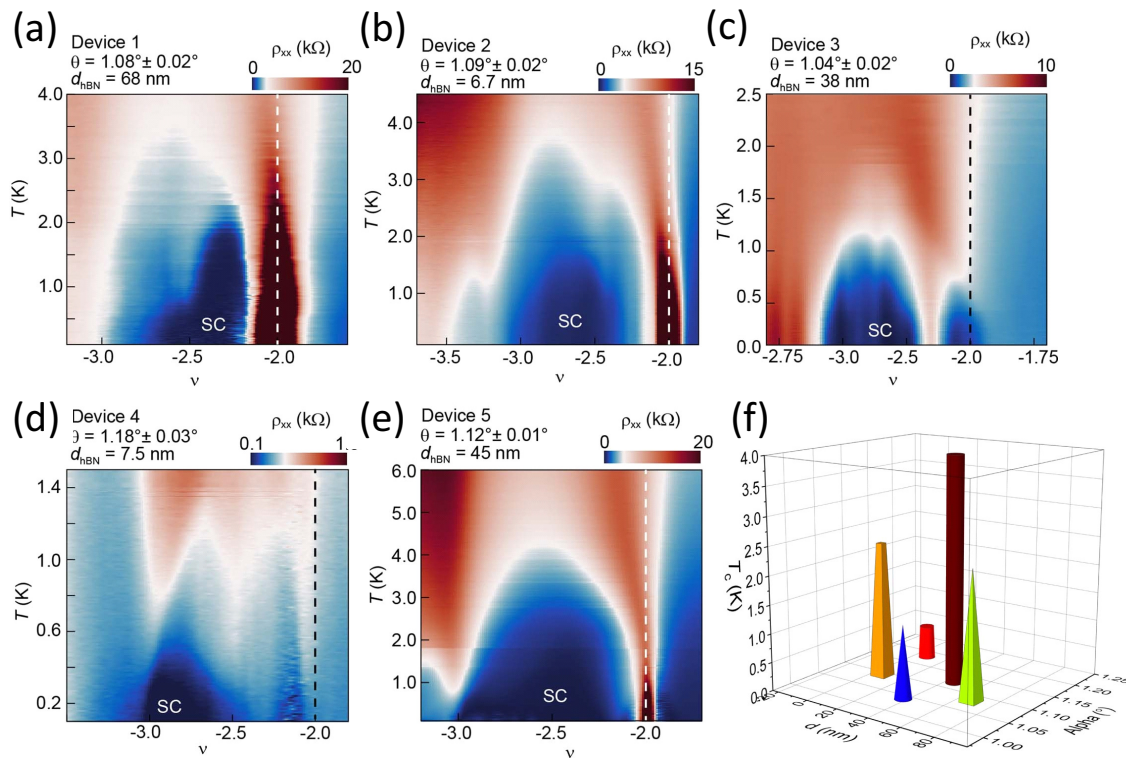 (a)
Device 1
θ = 1.08°± 0.02°
dhBN = 68 nm
ρxx (kΩ)
0 20
4.0
3.0
2.0
1.0
T (K)
SC
-3.0 -2.5 -2.0
ν
(b)
Device 2
θ = 1.09°± 0.02°
dhBN = 6.7 nm
ρxx (kΩ)
0 15
4.0
3.0
2.0
1.0
T (K)
SC
-3.5 -3.0 -2.5 -2.0
ν
(c)
Device 3
θ = 1.04°± 0.02°
dhBN = 38 nm
ρxx (kΩ)
0 10
2.5
2.0
1.5
1.0
0.5
0.0
T (K)
SC
-2.75 -3.0 -2.25 -2.0 -1.75
ν
(d)
Device 4
θ = 1.18°± 0.03°
dhBN = 7.5 nm
ρxx (kΩ)
0.1 1.
1.4
1.0
0.6
0.2
T (K)
SC
-3.0 -2.5 -2.0
ν
(e)
Device 5
θ = 1.12°± 0.01°
dhBN = 45 nm
ρxx (kΩ)
0 20
6.0
5.0
4.0
3.0
2.0
1.0
T (K)
SC
-3.0 -2.5 -2.0
ν
(f)
4.0
3.5
3.0
2.5
2.0
1.5
1.0
0.5
0.0
Tc (K)
0 20 40 60 80
d (nm)
1.00 1.05 1.10 1.15 1.20 1.25
Alpha (°)